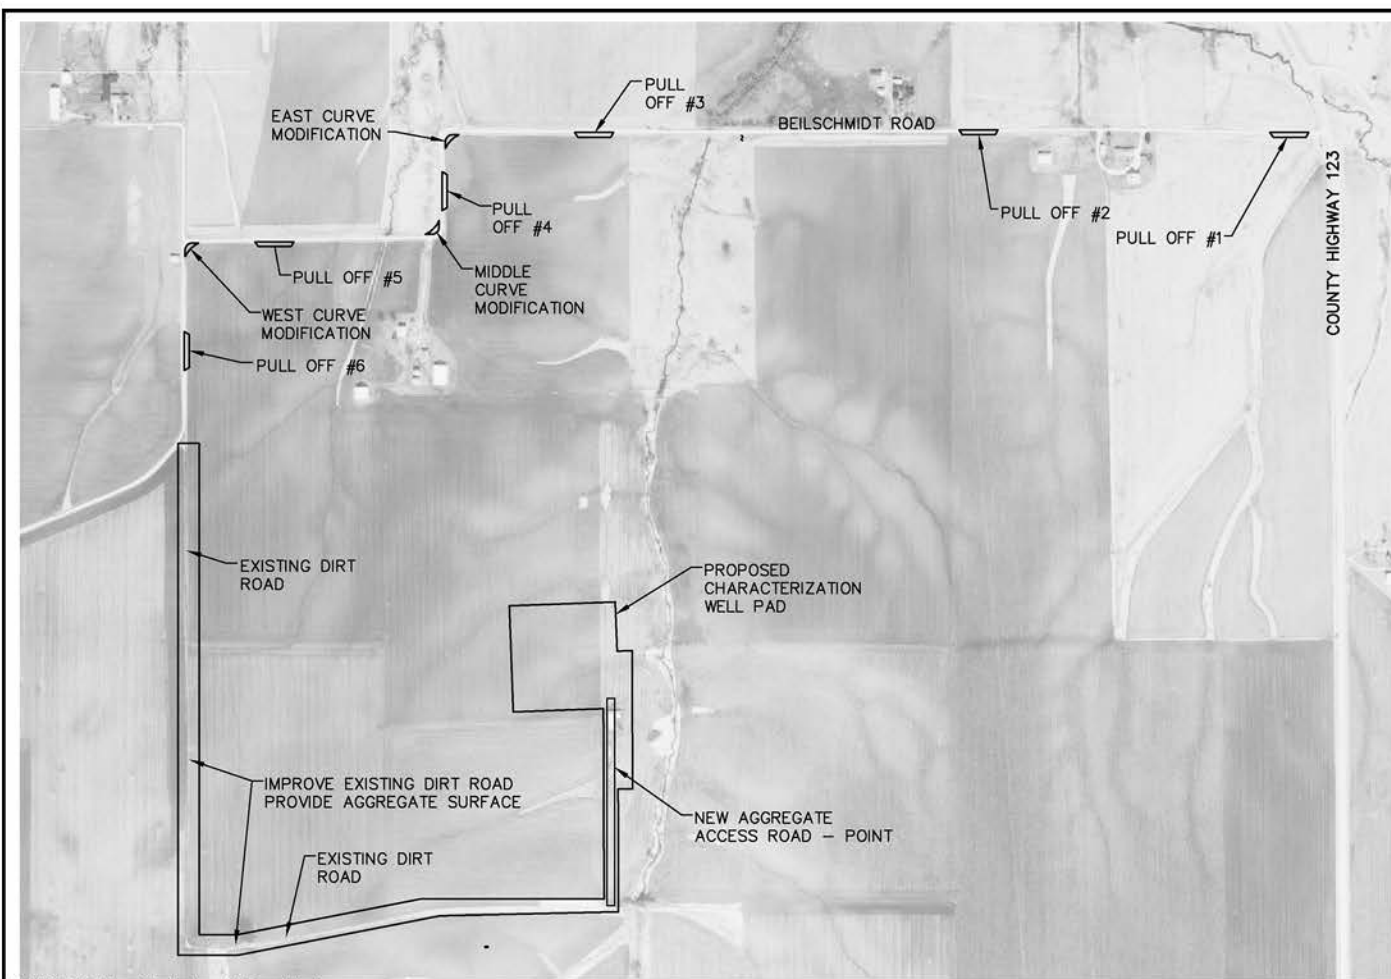 PULL
OFF #3
EAST CURVE
MODIFICATION
BEILSCHMIDT ROAD
PULL
OFF #4
PULL OFF #2
PULL OFF #1
COUNTY HIGHWAY 123
PULL OFF #5
MIDDLE
CURVE
MODIFICATION
WEST CURVE
MODIFICATION
PULL OFF #6
EXISTING DIRT
ROAD
PROPOSED
CHARACTERIZATION
WELL PAD
IMPROVE EXISTING DIRT ROAD
PROVIDE AGGREGATE SURFACE
NEW AGGREGATE
ACCESS ROAD – POINT
EXISTING DIRT
ROAD